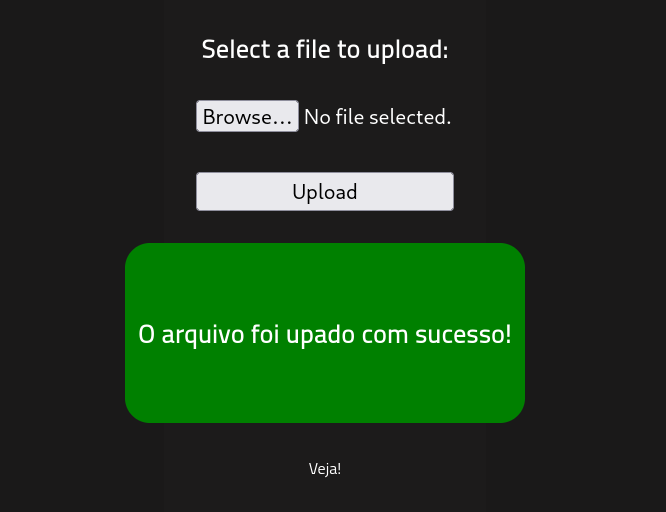 Select a file to upload:
Browse... No file selected.
Upload
O arquivo foi upado com sucesso!
Veja!